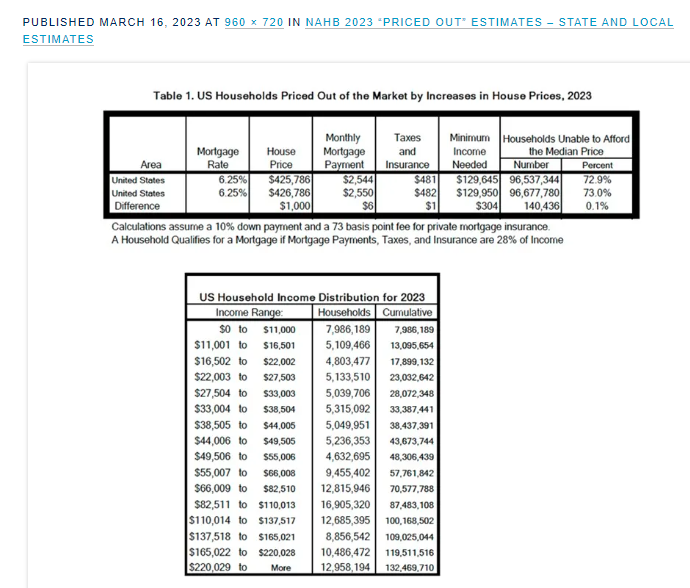 PUBLISHED MARCH 16, 2023 AT 960 × 720 IN NAHB 2023 "PRICED OUT" ESTIMATES – STATE AND LOCAL
ESTIMATES
Table 1. US Households Priced Out of the Market by Increases in House Prices, 2023
Area Mortgage Rate House Price Monthly Mortgage Payment Taxes and Insurance Minimum Income Needed Households Unable to Afford the Median Price Number Percent
United States 6.25% $425,786 $2,544 $481 $129,645 96,537,344 72.9%
United States 6.25% $426,786 $2,550 $482 $129,950 96,677,780 73.0%
Difference $1,000 $6 $1 $304 140,436 0.1%
Calculations assume a 10% down payment and a 73 basis point fee for private mortgage insurance.
A Household Qualifies for a Mortgage if Mortgage Payments, Taxes, and Insurance are 28% of Income
US Household Income Distribution for 2023
Income Range: Households Cumulative
$0 to $11,000 7,986,189 7,986,189
$11,001 to $16,501 5,109,466 13,095,654
$16,502 to $22,002 4,803,477 17,899,132
$22,003 to $27,503 5,133,510 23,032,642
$27,504 to $33,003 5,039,706 28,072,348
$33,004 to $38,504 5,315,092 33,387,441
$38,505 to $44,005 5,049,951 38,437,391
$44,006 to $49,505 5,236,353 43,673,744
$49,506 to $55,006 4,632,695 48,306,439
$55,007 to $66,008 9,455,402 57,761,842
$66,009 to $82,510 12,815,946 70,577,788
$82,511 to $110,013 16,905,320 87,483,108
$110,014 to $137,517 12,685,395 100,168,502
$137,518 to $165,021 8,856,542 109,025,044
$165,022 to $220,028 10,486,472 119,511,516
$220,029 to More 12,958,194 132,469,710